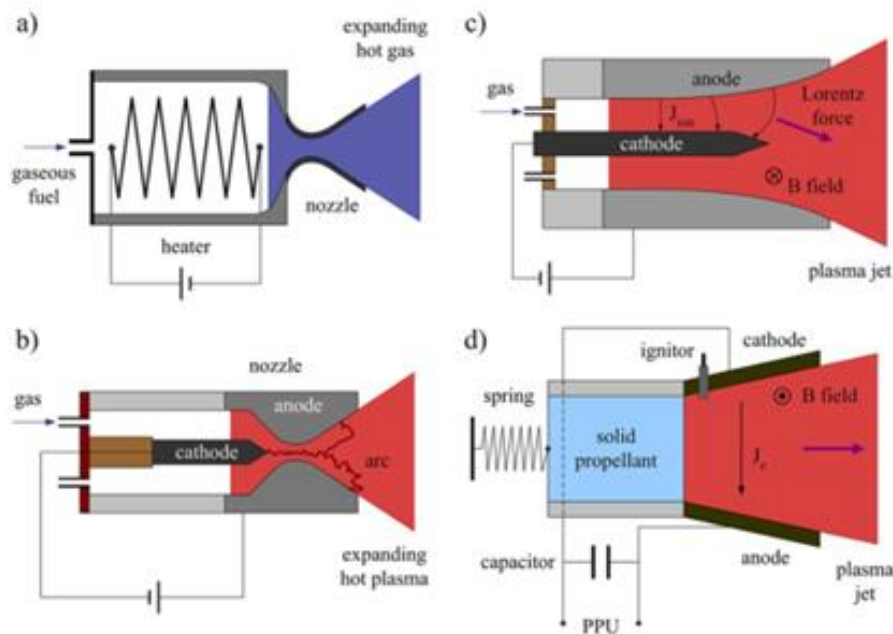 a)
expanding
hot gas
gaseous
fuel
nozzle
heater
b)
nozzle
gas
anode
cathode
arc
expanding
hot plasma
c)
anode
gas
J
Lorentz
force
cathode
B field
plasma jet
d)
cathode
ignitor
spring
B field
solid
propellant
J
capacitor
anode
plasma
jet
PPU